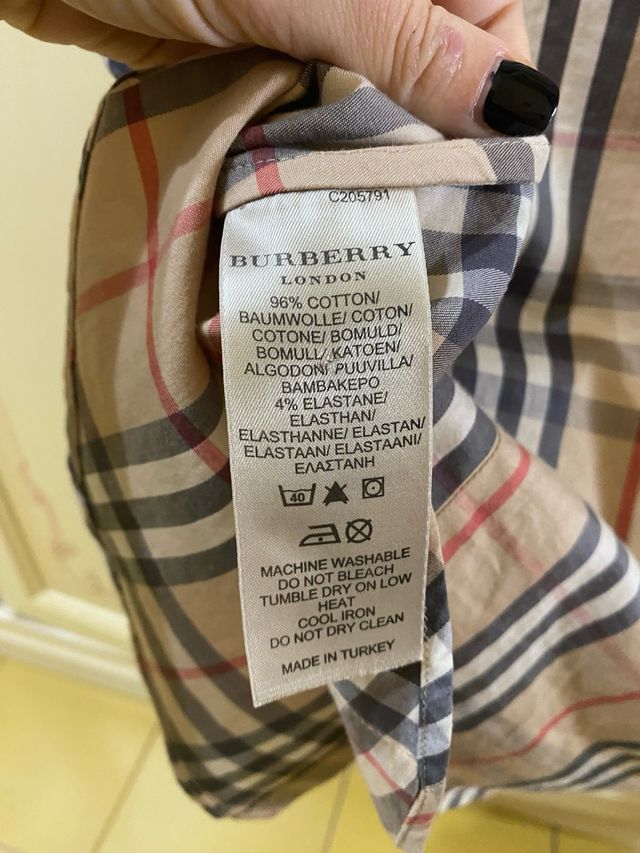 C205791
BURBERRY
LONDON
96% COTTON/
BAUMWOLLE/ COTON/
COTONE/ BOMULD/
BOMULL/ KATOEN/
ALGODON/ PUUVILLA/
ΒΑΜΒΑΚΕΡΟ
4% ELASTANE/
ELASTHAN/
ELASTHANNE/ ELASTAN/
ELASTAAN/ ELASTAANI/
ΕΛΑΣΤΑΝΗ
40
MACHINE WASHABLE
DO NOT BLEACH
TUMBLE DRY ON LOW
HEAT
COOL IRON
DO NOT DRY CLEAN
MADE IN TURKEY